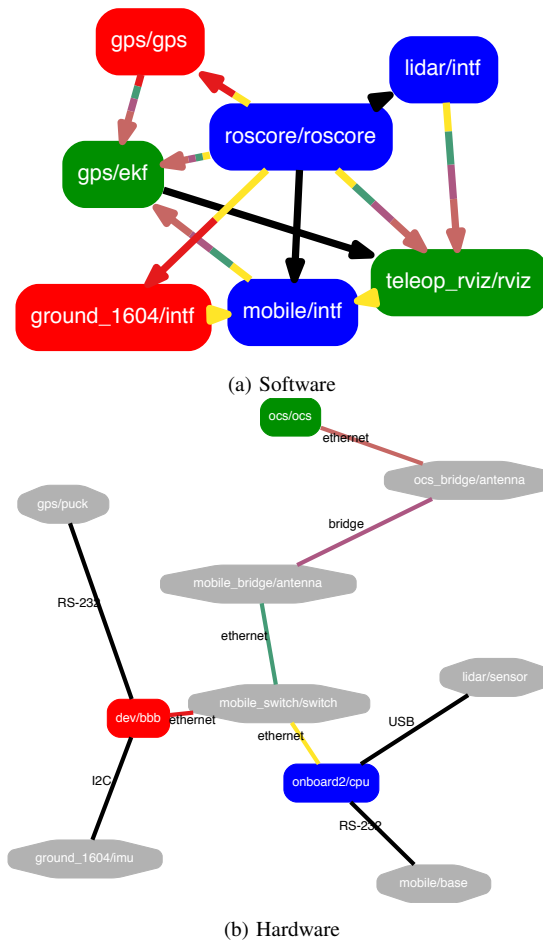 gps/gps
lidar/intf
roscore/roscore
gps/ekf
teleop_rviz/rviz
ground_1604/intf
mobile/intf
(a) Software
ocs/ocs
ethernet
ocs_bridge/antenna
gps/puck
bridge
mobile_bridge/antenna
RS-232
ethernet
lidar/sensor
mobile_switch/switch
dev/bbb
ethernet
USB
ethernet
I2C
onboard2/cpu
RS-232
ground_1604/imu
mobile/base
(b) Hardware